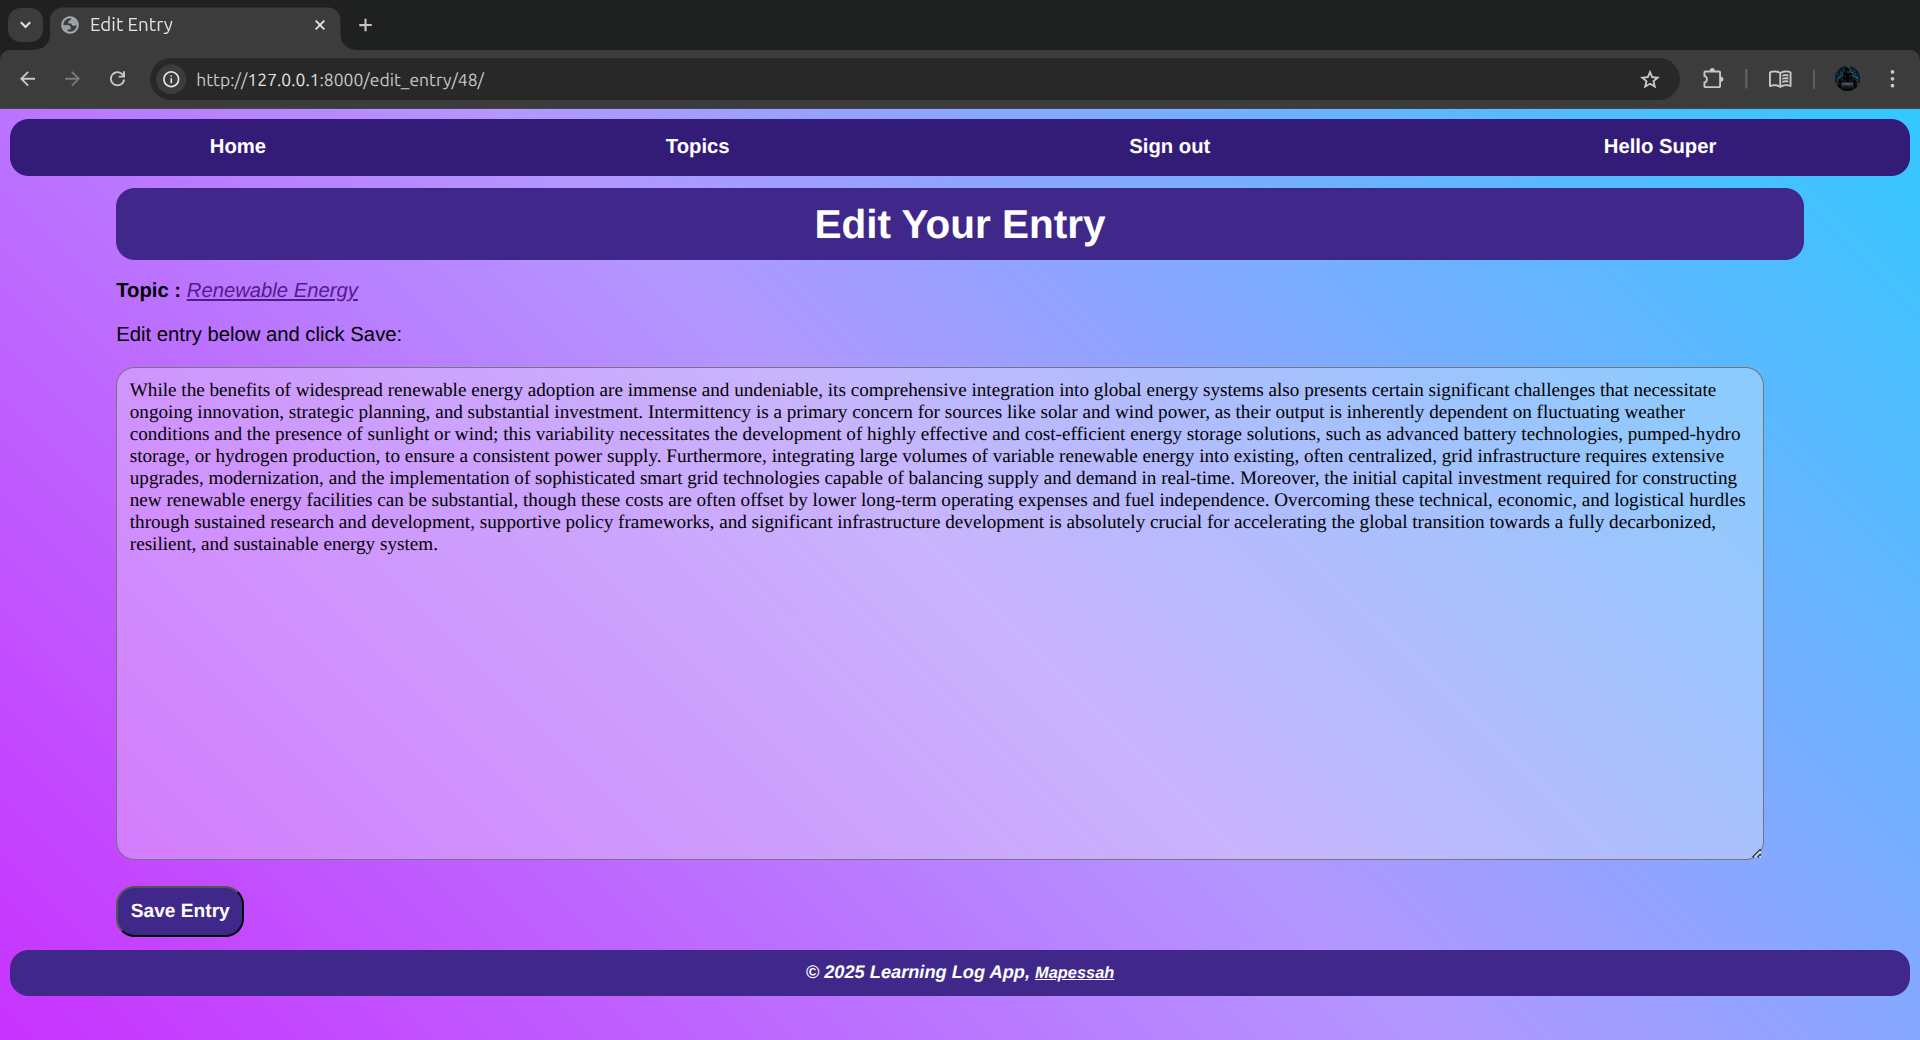 Edit Entry
http://127.0.0.1:8000/edit_entry/48/
Home Topics Sign out Hello Super
Edit Your Entry
Topic : Renewable Energy
Edit entry below and click Save:
While the benefits of widespread renewable energy adoption are immense and undeniable, its comprehensive integration into global energy systems also presents certain significant challenges that necessitate
ongoing innovation, strategic planning, and substantial investment. Intermittency is a primary concern for sources like solar and wind power, as their output is inherently dependent on fluctuating weather
conditions and the presence of sunlight or wind; this variability necessitates the development of highly effective and cost-efficient energy storage solutions, such as advanced battery technologies, pumped-hydro
storage, or hydrogen production, to ensure a consistent power supply. Furthermore, integrating large volumes of variable renewable energy into existing, often centralized, grid infrastructure requires extensive
upgrades, modernization, and the implementation of sophisticated smart grid technologies capable of balancing supply and demand in real-time. Moreover, the initial capital investment required for constructing
new renewable energy facilities can be substantial, though these costs are often offset by lower long-term operating expenses and fuel independence. Overcoming these technical, economic, and logistical hurdles
through sustained research and development, supportive policy frameworks, and significant infrastructure development is absolutely crucial for accelerating the global transition towards a fully decarbonized,
resilient, and sustainable energy system.
Save Entry
© 2025 Learning Log App, Mapessah